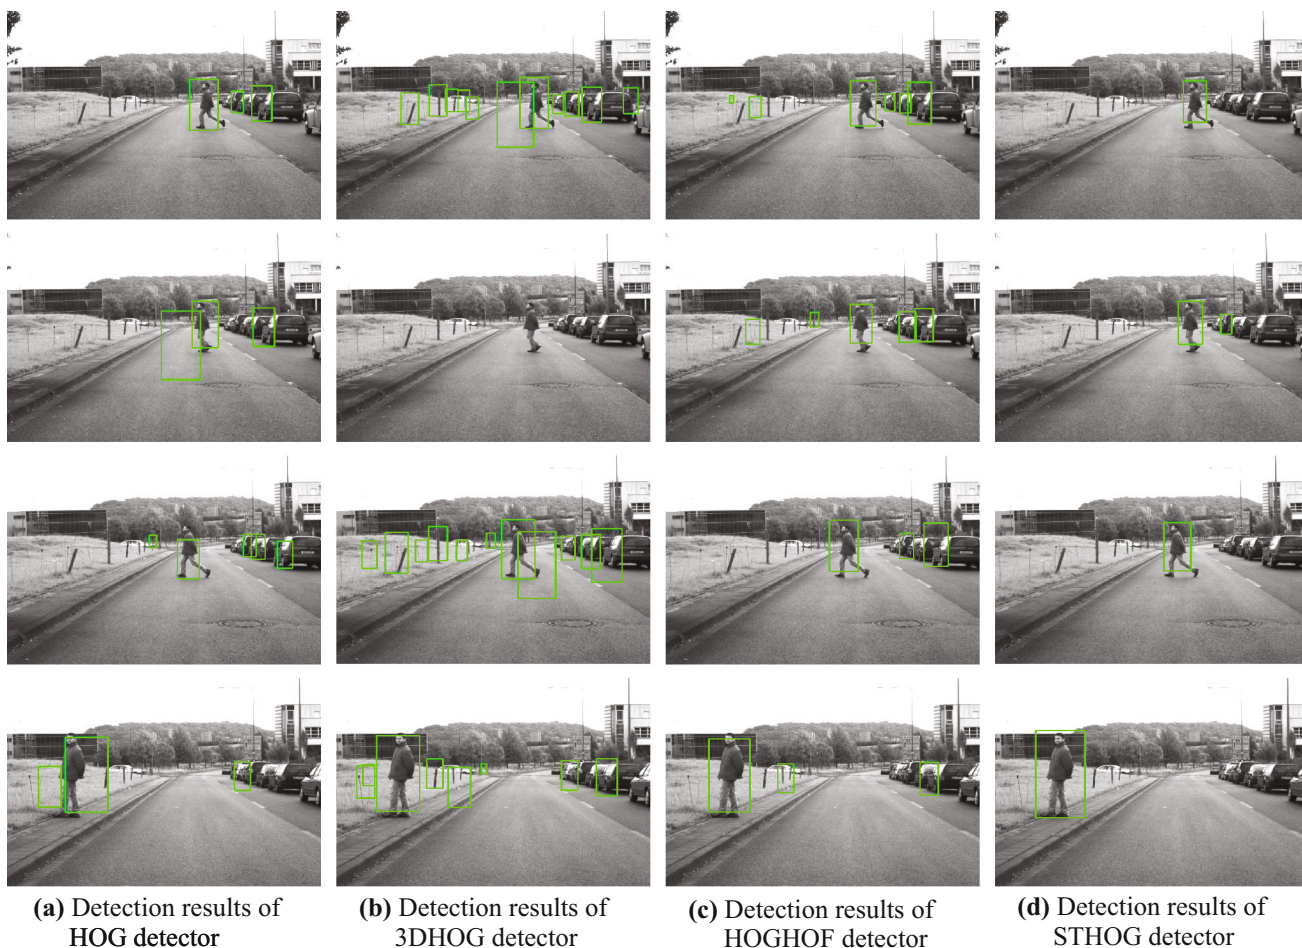 (a) Detection results of
HOG detector
(b) Detection results of
3DHOG detector
(c) Detection results of
HOGHOF detector
(d) Detection results of
STHOG detector